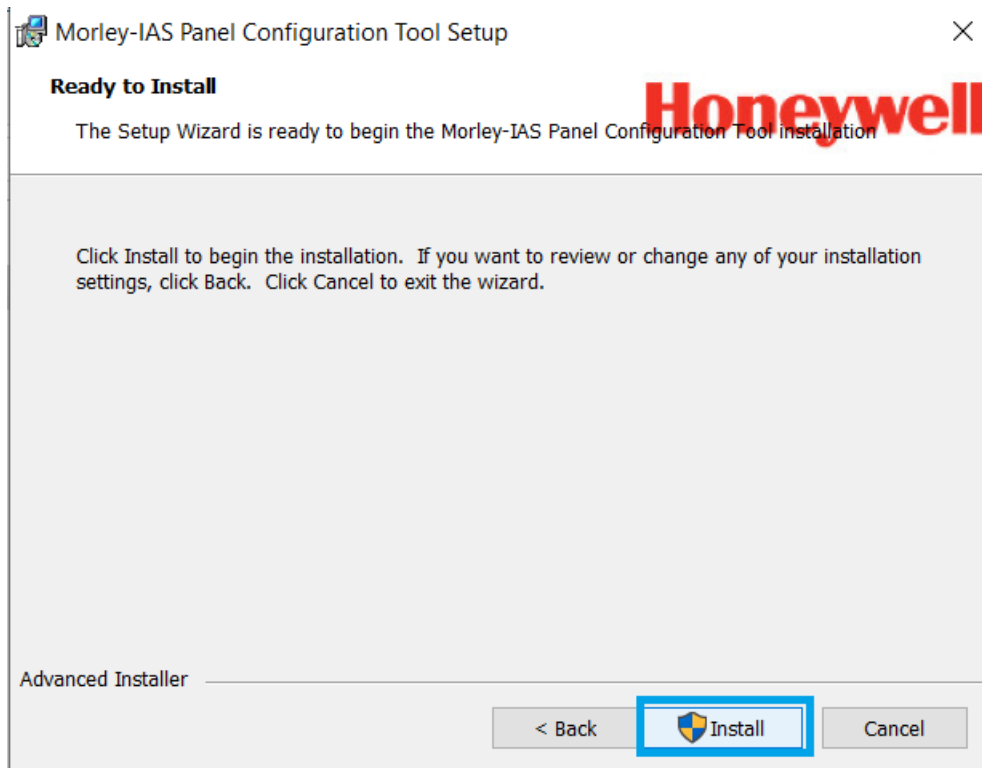 Morley-IAS Panel Configuration Tool Setup
Ready to Install
Honeywell
The Setup Wizard is ready to begin the Morley-IAS Panel Configuration Tool installation
Click Install to begin the installation.  If you want to review or change any of your installation
settings, click Back.  Click Cancel to exit the wizard.
Advanced Installer
< Back
Install
Cancel